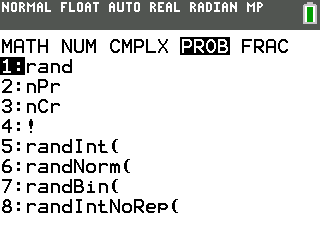 NORMAL FLOAT AUTO REAL RADIAN MP
MATH NUM CMPLX PROB FRAC
1:rand
2:nPr
3:nCr
4:!
5:randInt(
6:randNorm(
7:randBin(
8:randIntNoRep(